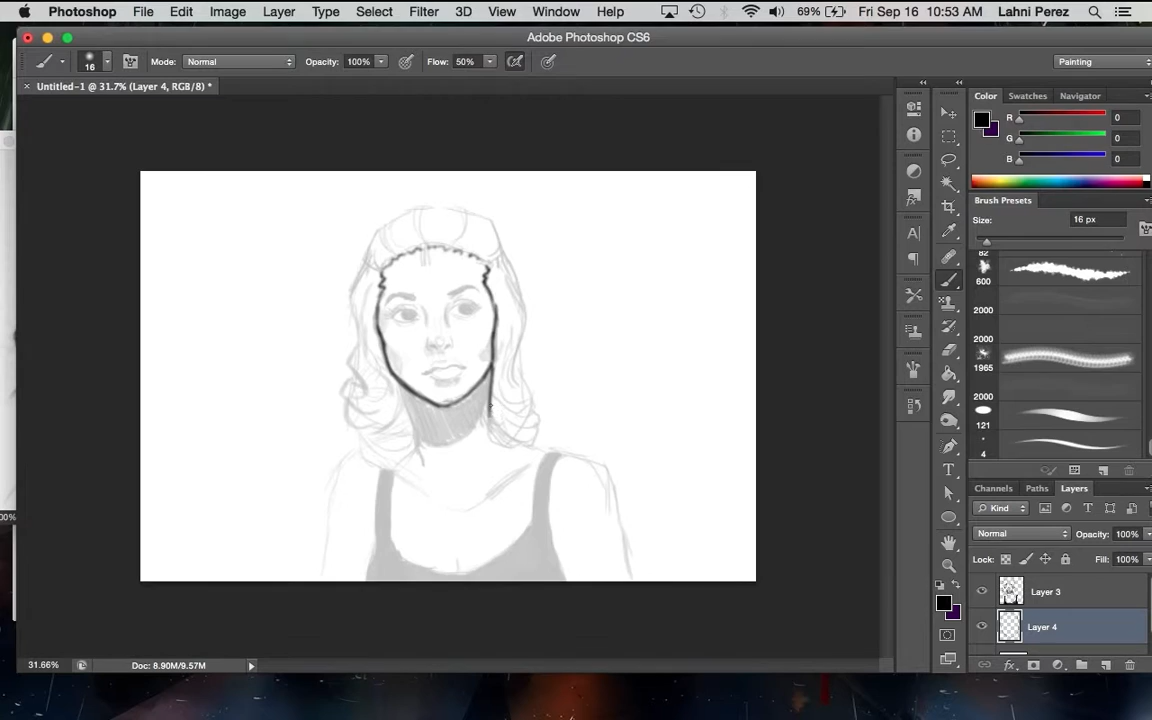 Photoshop File Edit Image Layer Type Select Filter 3D View Window Help 69% Fri Sep 16 10:53 AM Lahni Perez
Adobe Photoshop CS6
16 Mode: Normal Opacity: 100% Flow: 50% Painting
× Untitled-1 @ 31.7% (Layer 4, RGB/8) *
Color Swatches Navigator
R 0
G 0
B 0
Brush Presets
Size: 16 px
82
600
2000
2000
1965
2000
121
4
Channels Paths Layers
Kind
Normal Opacity: 100%
Lock: Fill: 100%
Layer 3
Layer 4
31.66% Doc: 8.90M/9.57M